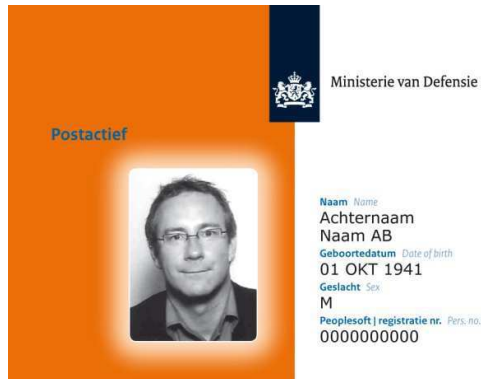 Ministerie van Defensie
Postactief
Naam Name
Achternaam
Naam AB
Geboortedatum Date of birth
01 OKT 1941
Geslacht Sex
M
Peoplesoft | registratie nr. Pers. no.
0000000000